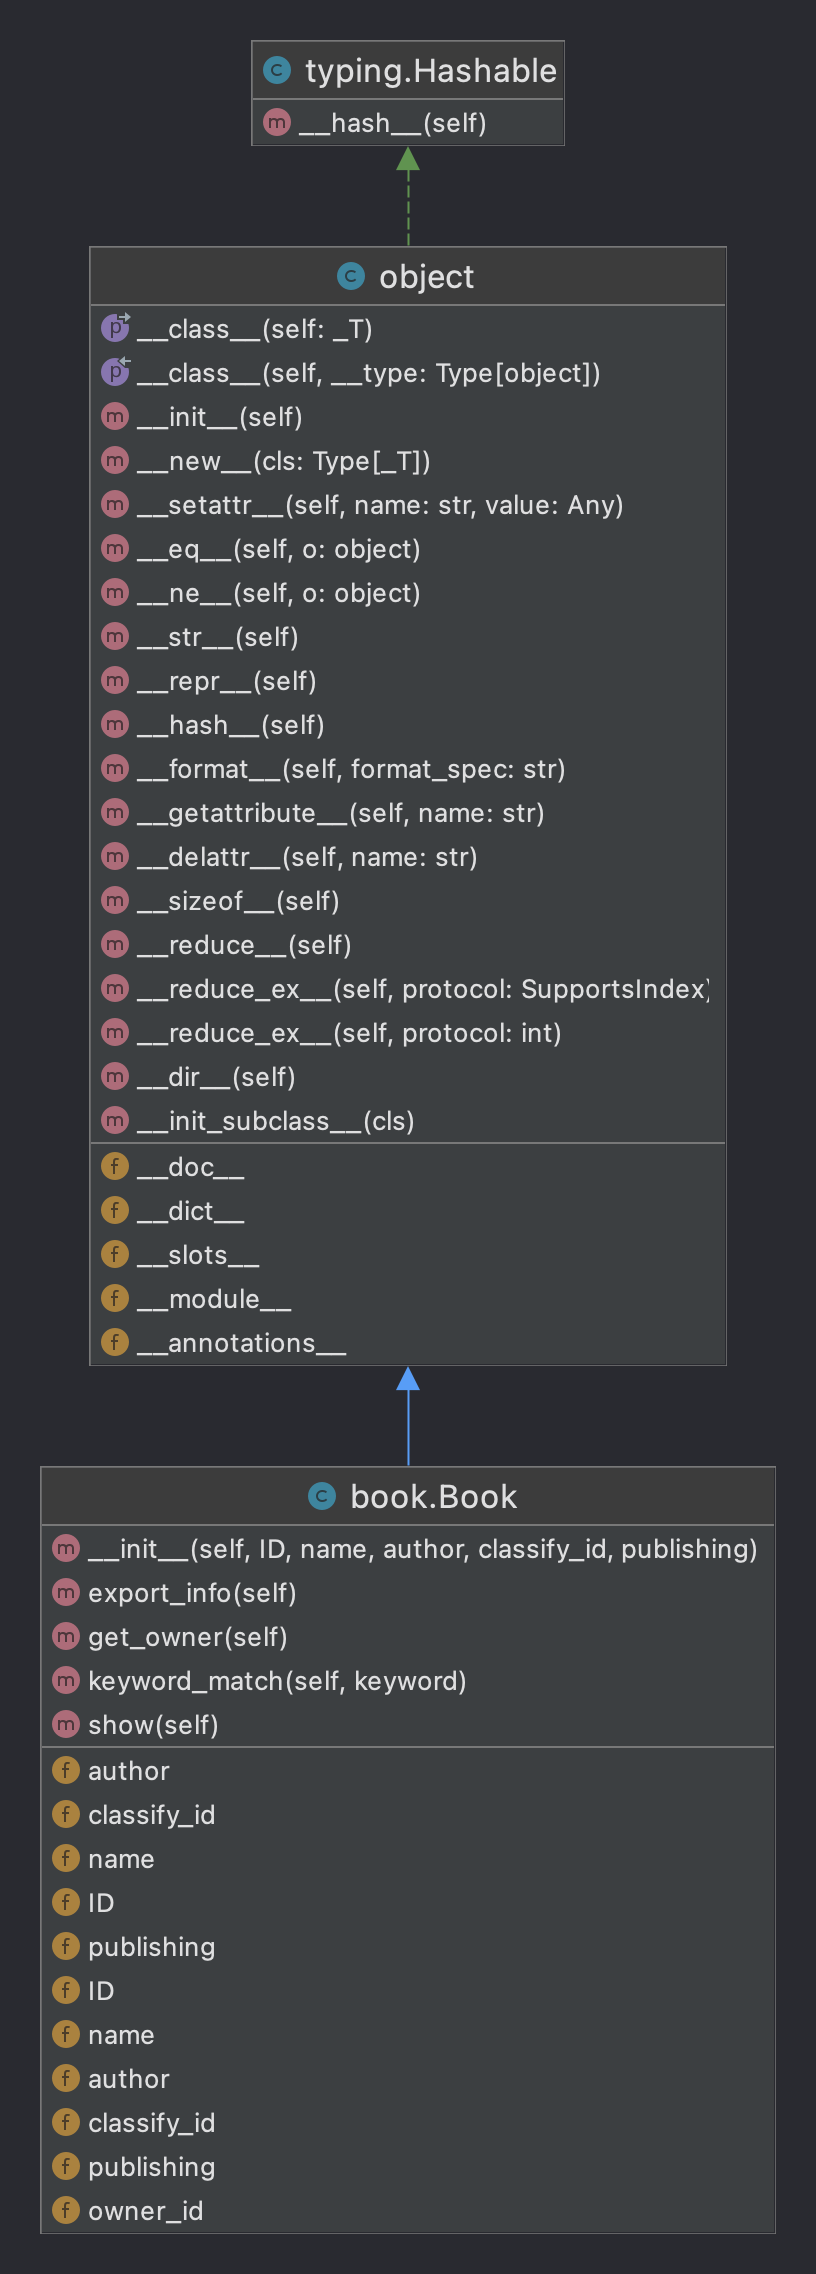 C typing.Hashable
m __hash__(self)
C object
p __class__(self: _T)
p __class__(self, __type: Type[object])
m __init__(self)
m __new__(cls: Type[_T])
m __setattr__(self, name: str, value: Any)
m __eq__(self, o: object)
m __ne__(self, o: object)
m __str__(self)
m __repr__(self)
m __hash__(self)
m __format__(self, format_spec: str)
m __getattribute__(self, name: str)
m __delattr__(self, name: str)
m __sizeof__(self)
m __reduce__(self)
m __reduce_ex__(self, protocol: SupportsIndex)
m __reduce_ex__(self, protocol: int)
m __dir__(self)
m __init_subclass__(cls)
f __doc__
f __dict__
f __slots__
f __module__
f __annotations__
C book.Book
m __init__(self, ID, name, author, classify_id, publishing)
m export_info(self)
m get_owner(self)
m keyword_match(self, keyword)
m show(self)
f author
f classify_id
f name
f ID
f publishing
f ID
f name
f author
f classify_id
f publishing
f owner_id